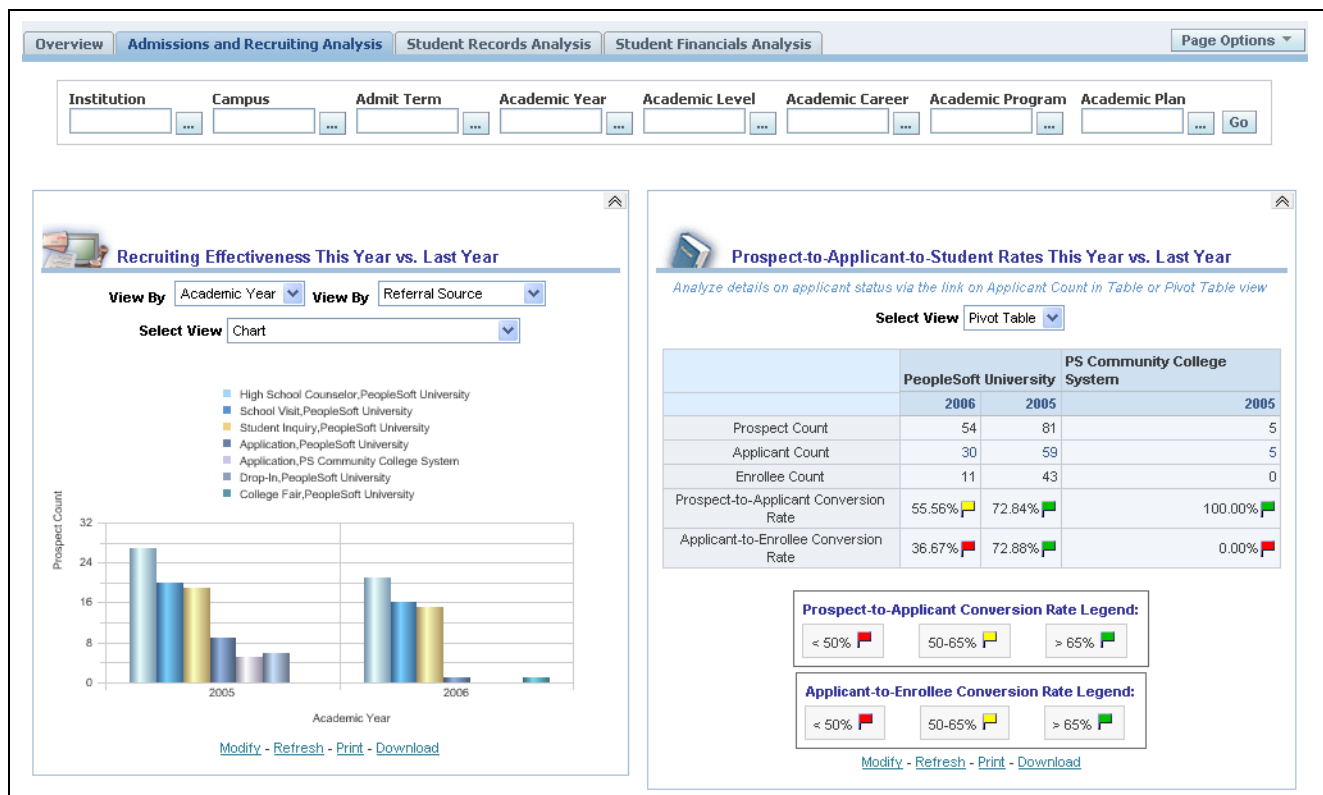 Overview Admissions and Recruiting Analysis Student Records Analysis Student Financials Analysis Page Options
Institution Campus Admit Term Academic Year Academic Level Academic Career Academic Program Academic Plan
... ... ... ... ... ... ... ... Go
Recruiting Effectiveness This Year vs. Last Year
View By Academic Year View By Referral Source
Select View Chart
High School Counselor,PeopleSoft University
School Visit,PeopleSoft University
Student Inquiry,PeopleSoft University
Application,PeopleSoft University
Application,PS Community College System
Drop-In,PeopleSoft University
College Fair,PeopleSoft University
Prospect Count
32
24
16
8
0
2005 2006
Academic Year
Modify - Refresh - Print - Download
Prospect-to-Applicant-to-Student Rates This Year vs. Last Year
Analyze details on applicant status via the link on Applicant Count in Table or Pivot Table view
Select View Pivot Table
PeopleSoft University PS Community College System
2006 2005 2005
Prospect Count 54 81 5
Applicant Count 30 59 5
Enrollee Count 11 43 0
Prospect-to-Applicant Conversion Rate 55.56% 72.84% 100.00%
Applicant-to-Enrollee Conversion Rate 36.67% 72.88% 0.00%
Prospect-to-Applicant Conversion Rate Legend:
< 50% 50-65% > 65%
Applicant-to-Enrollee Conversion Rate Legend:
< 50% 50-65% > 65%
Modify - Refresh - Print - Download